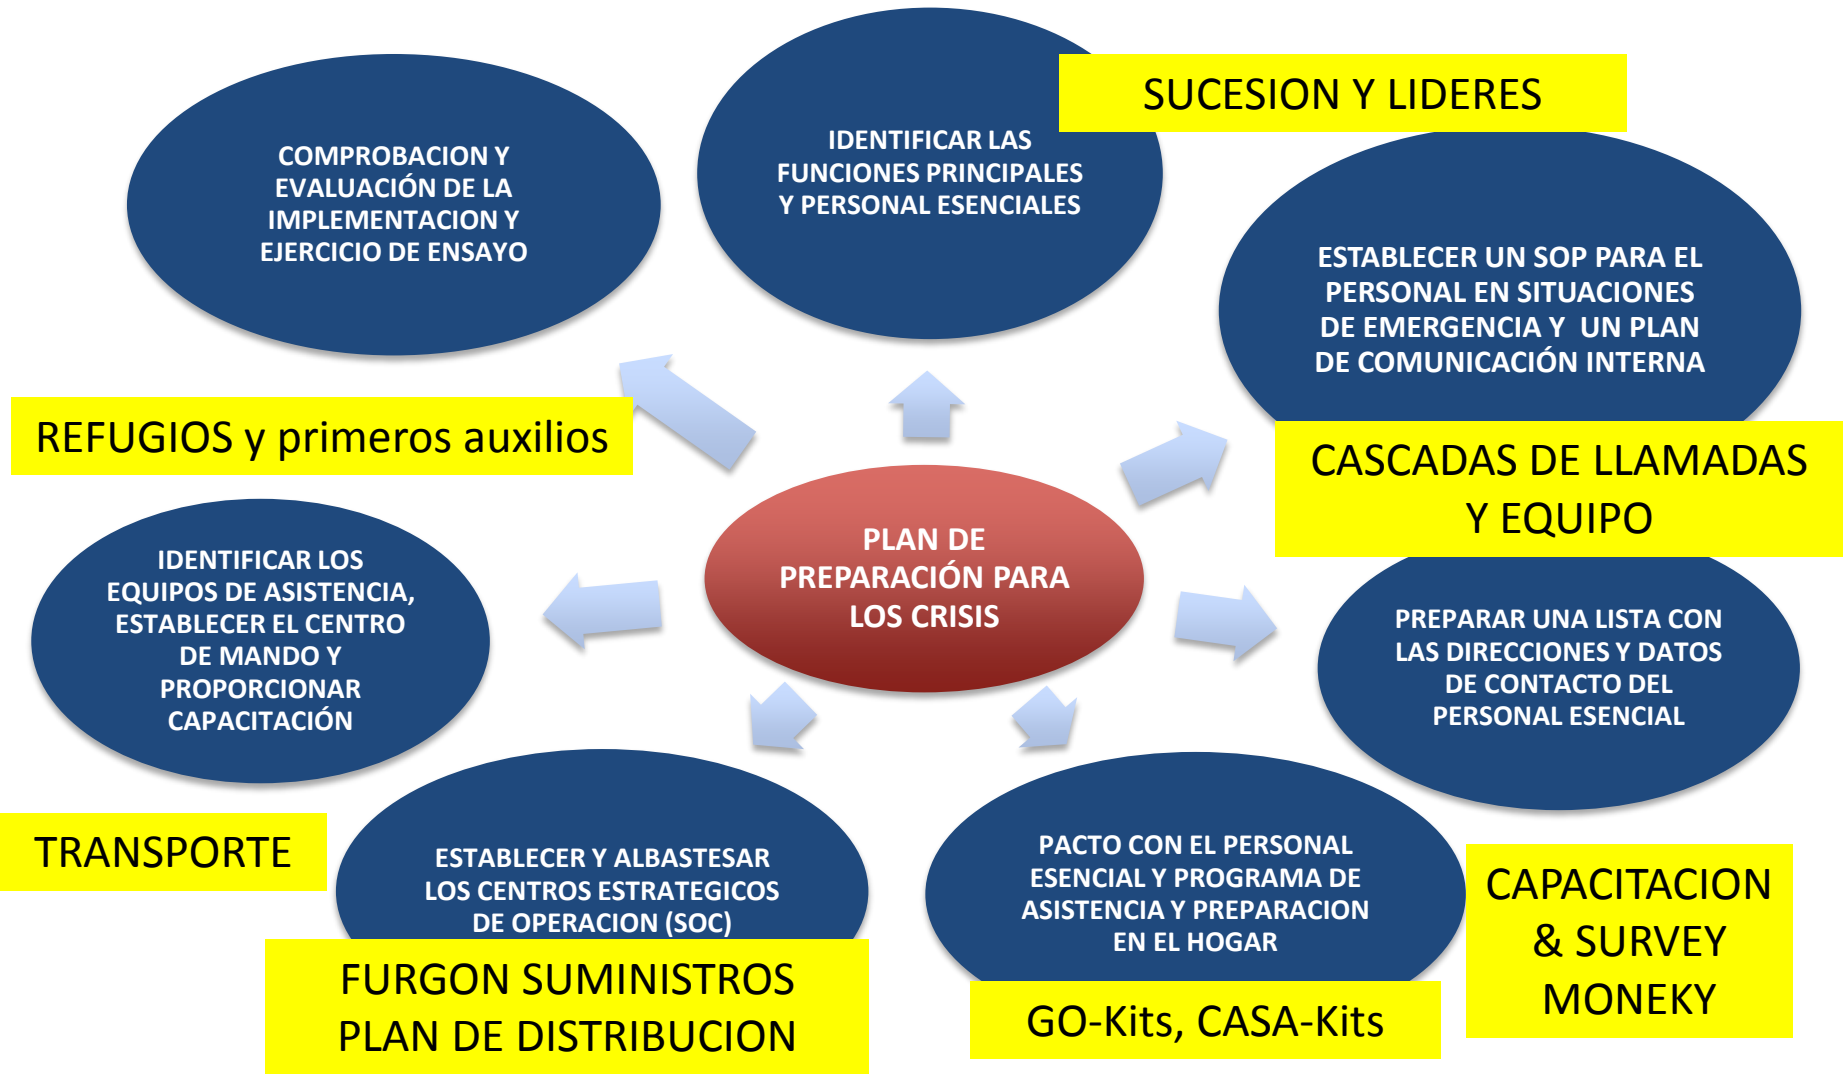 SUCESION Y LIDERES
IDENTIFICAR LAS
FUNCIONES PRINCIPALES
Y PERSONAL ESENCIALES
COMPROBACION Y
EVALUACIÓN DE LA
IMPLEMENTACION Y
EJERCICIO DE ENSAYO
ESTABLECER UN SOP PARA EL
PERSONAL EN SITUACIONES
DE EMERGENCIA Y UN PLAN
DE COMUNICACIÓN INTERNA
REFUGIOS y primeros auxilios
CASCADAS DE LLAMADAS
Y EQUIPO
PLAN DE
PREPARACIÓN PARA
LOS CRISIS
IDENTIFICAR LOS
EQUIPOS DE ASISTENCIA,
ESTABLECER EL CENTRO
DE MANDO Y
PROPORCIONAR
CAPACITACIÓN
PREPARAR UNA LISTA CON
LAS DIRECCIONES Y DATOS
DE CONTACTO DEL
PERSONAL ESENCIAL
TRANSPORTE
ESTABLECER Y ALBASTESAR
LOS CENTROS ESTRATEGICOS
DE OPERACION (SOC)
FURGON SUMINISTROS
PLAN DE DISTRIBUCION
PACTO CON EL PERSONAL
ESENCIAL Y PROGRAMA DE
ASISTENCIA Y PREPARACION
EN EL HOGAR
GO-Kits, CASA-Kits
CAPACITACION
& SURVEY
MONEKY